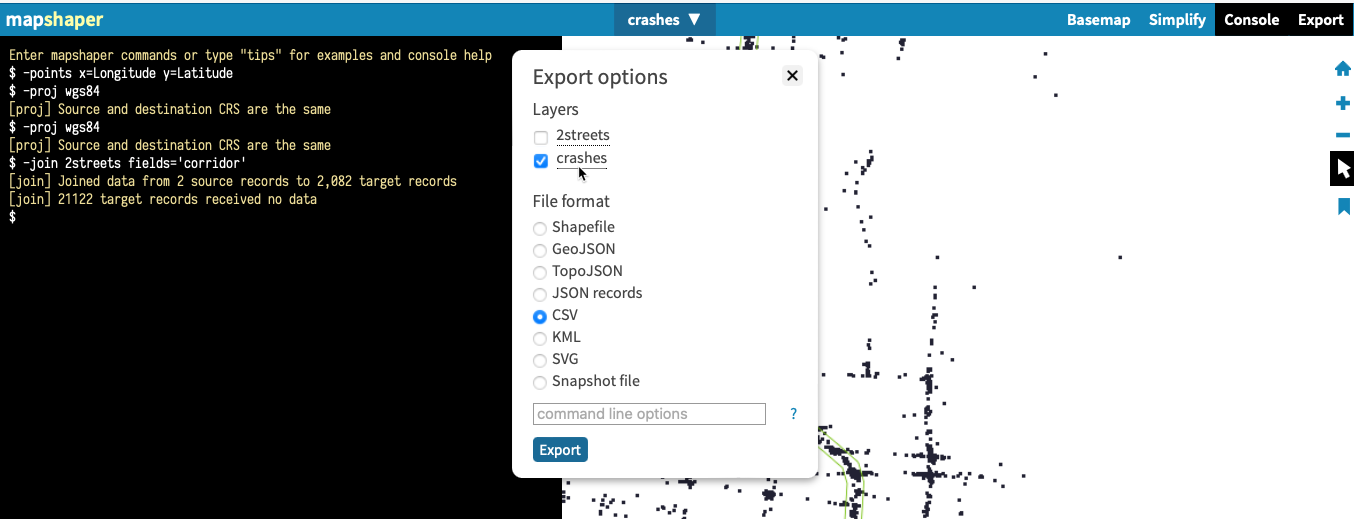 mapshaper
crashes ▼
Basemap Simplify Console Export
Enter mapshaper commands or type "tips" for examples and console help
$ -points x=Longitude y=Latitude
$ -proj wgs84
[proj] Source and destination CRS are the same
$ -proj wgs84
[proj] Source and destination CRS are the same
$ -join 2streets fields='corridor'
[join] Joined data from 2 source records to 2,082 target records
[join] 21122 target records received no data
$
Export options
Layers
2streets
crashes
File format
Shapefile
GeoJSON
TopoJSON
JSON records
CSV
KML
SVG
Snapshot file
command line options ?
Export